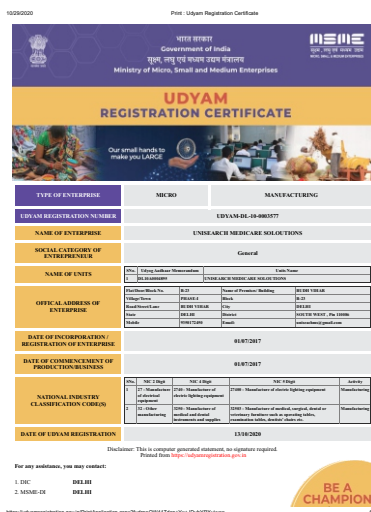 10/29/2020
Print : Udyam Registration Certificate
भारत सरकार
Government of India
सूक्ष्म, लघु एवं मध्यम उद्यम मंत्रालय
Ministry of Micro, Small and Medium Enterprises
MSME
UDYAM
REGISTRATION CERTIFICATE
Our small hands to
make you LARGE
TYPE OF ENTERPRISE
MICRO
MANUFACTURING
UDYAM REGISTRATION NUMBER
UDYAM-DL-10-0003577
NAME OF ENTERPRISE
UNISEARCH MEDICARE SOLOUTIONS
SOCIAL CATEGORY OF
ENTREPRENEUR
General
NAME OF UNITS
SNo. Udyog Aadhaar Memorandum Units Name
1 UNISEARCH MEDICARE SOLOUTIONS
OFFICAL ADDRESS OF
ENTERPRISE
Flat/Door/Block No. B-23 Name of Premises/ Building BUDH VIHAR
Village/Town PHASE-I Block B-23
Road/Street/Lane BUDH VIHAR City DELHI
State DELHI District SOUTH WEST , Pin 110086
Mobile Email:
DATE OF INCORPORATION /
REGISTRATION OF ENTERPRISE
01/07/2017
DATE OF COMMENCEMENT OF
PRODUCTION/BUSINESS
01/07/2017
NATIONAL INDUSTRY
CLASSIFICATION CODE(S)
SNo. NIC 2 Digit NIC 4 Digit NIC 5 Digit Activity
1 27 - Manufacture of electrical equipment 2740 - Manufacture of electric lighting equipment 27400 - Manufacture of electric lighting equipment Manufacturing
2 32 - Other manufacturing 3250 - Manufacture of medical and dental instruments and supplies Manufacture of medical, surgical, dental or veterinary furniture such as operating tables, examination tables, dentists' chairs etc. Manufacturing
DATE OF UDYAM REGISTRATION
13/10/2020
Disclaimer: This is computer generated statement, no signature required.
Printed from https://udyamregistration.gov.in
For any assistance, you may contact:
1. DIC DELHI
2. MSME-DI DELHI
BE A
CHAMPION